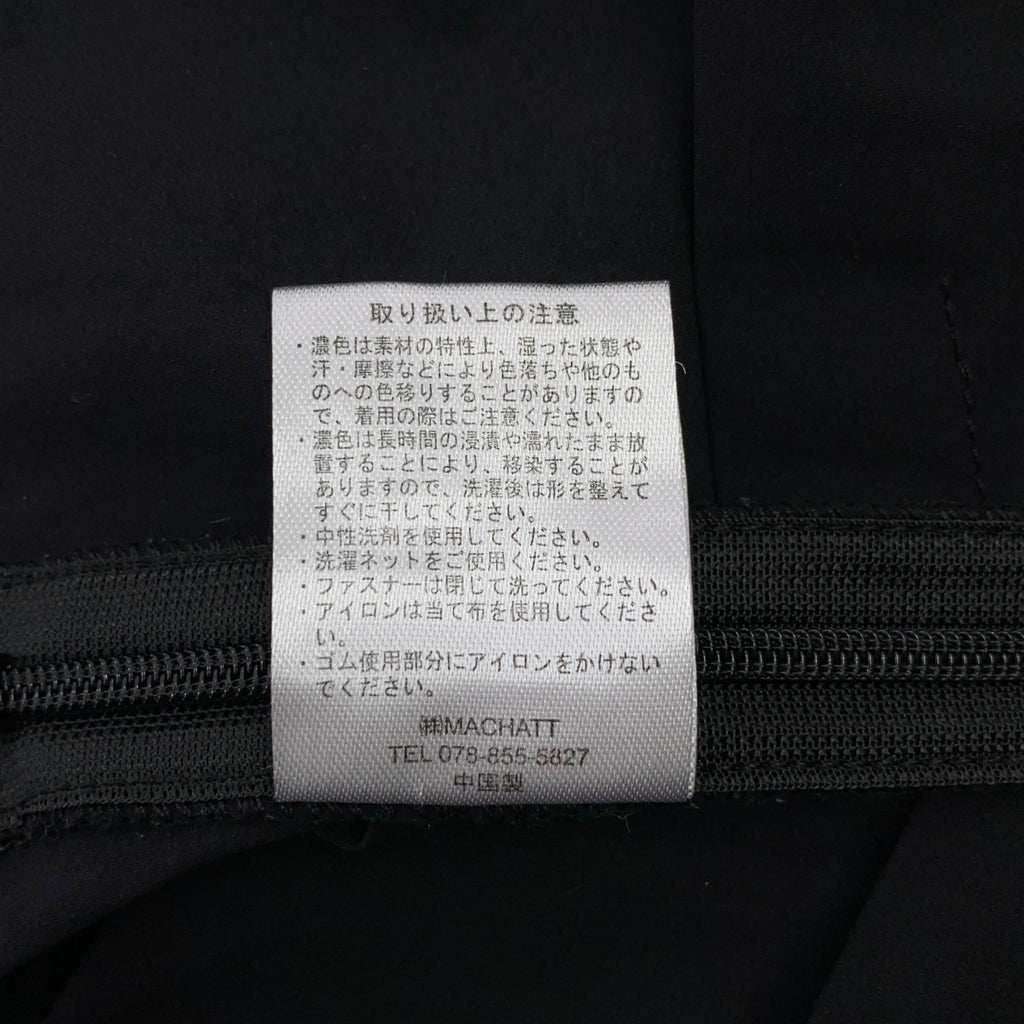 取り扱い上の注意
・濃色は素材の特性上、湿った状態や
汗・摩擦などにより色落ちや他のも
のへの色移りすることがありますの
で、着用の際はご注意ください。
・濃色は長時間の浸漬や濡れたまま放
置することにより、移染することが
ありますので、洗濯後は形を整えて
すぐに干してください。
・中性洗剤を使用してください。
・洗濯ネットをご使用ください。
・ファスナーは閉じて洗ってください。
・アイロンは当て布を使用してくださ
い。
・ゴム使用部分にアイロンをかけない
でください。
㈱MACHATT
TEL 078-855-5827
中国製